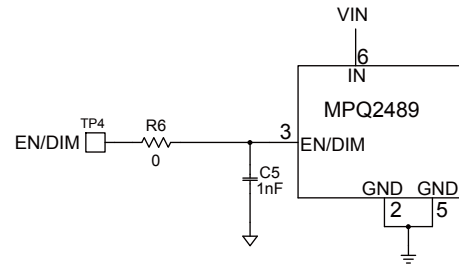 VIN
6
IN
MPQ2489
EN/DIM
TP4
R6
0
3
EN/DIM
C5
1nF
GND
GND
2
5